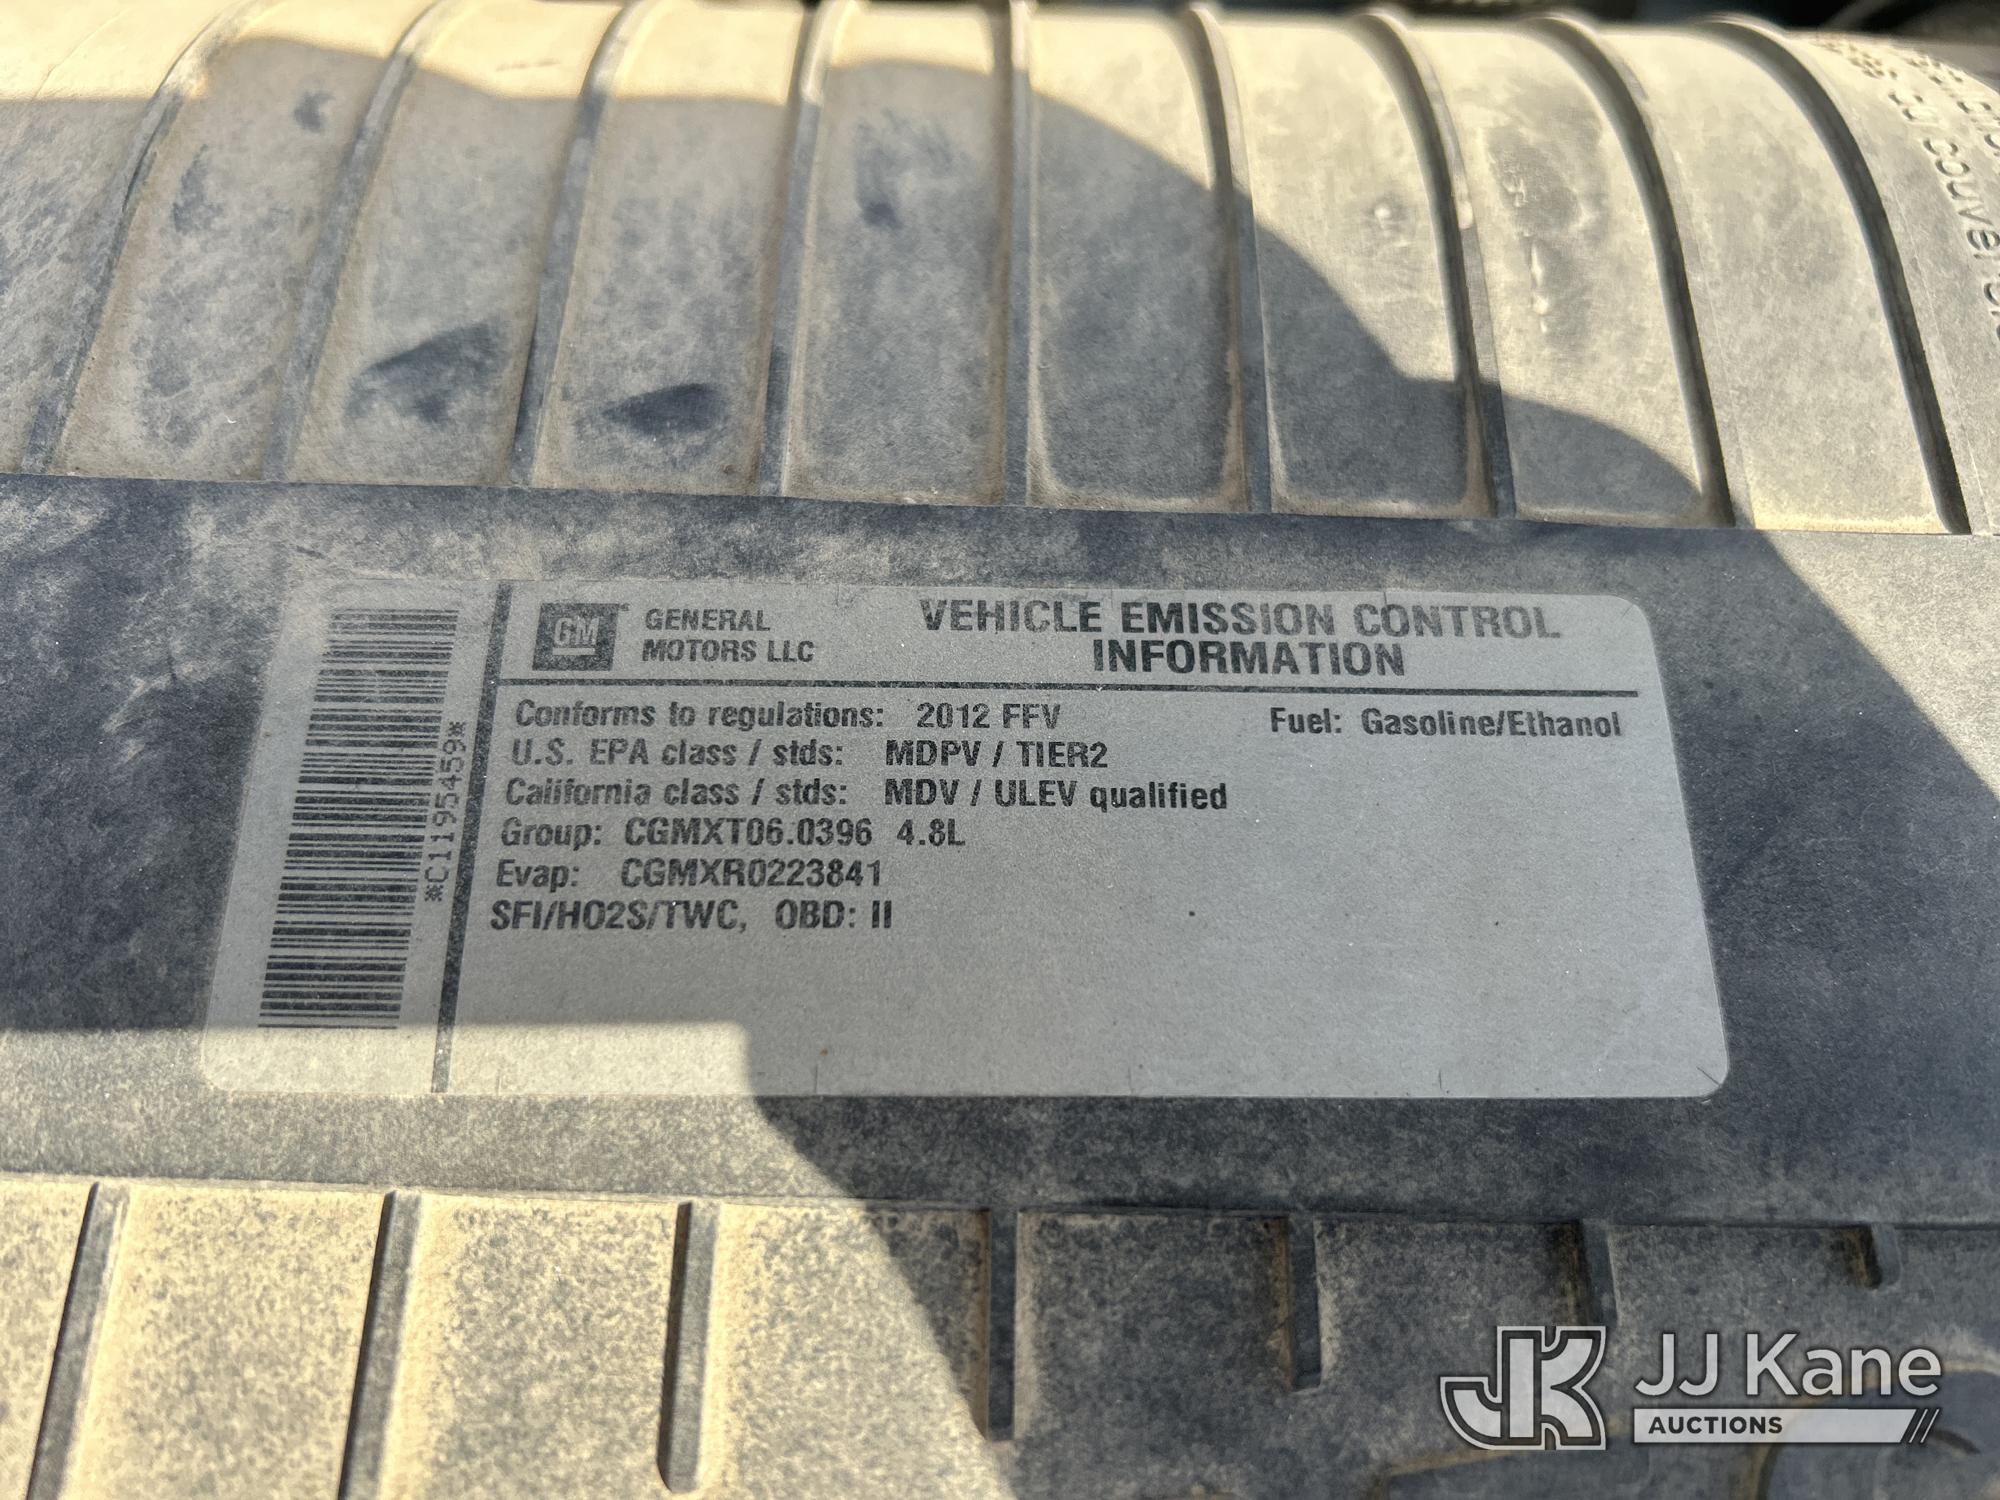 GM
GENERAL
MOTORS LLC
VEHICLE EMISSION CONTROL
INFORMATION
Conforms to regulations: 2012 FFV
Fuel: Gasoline/Ethanol
U.S. EPA class / stds: MDPV / TIER2
California class / stds: MDV / ULEV qualified
Group: CGMXT06.0396 4.8L
Evap: CGMXR0223841
SFI/HO2S/TWC, OBD: II
*C1195459*
JK
JJ Kane
AUCTIONS